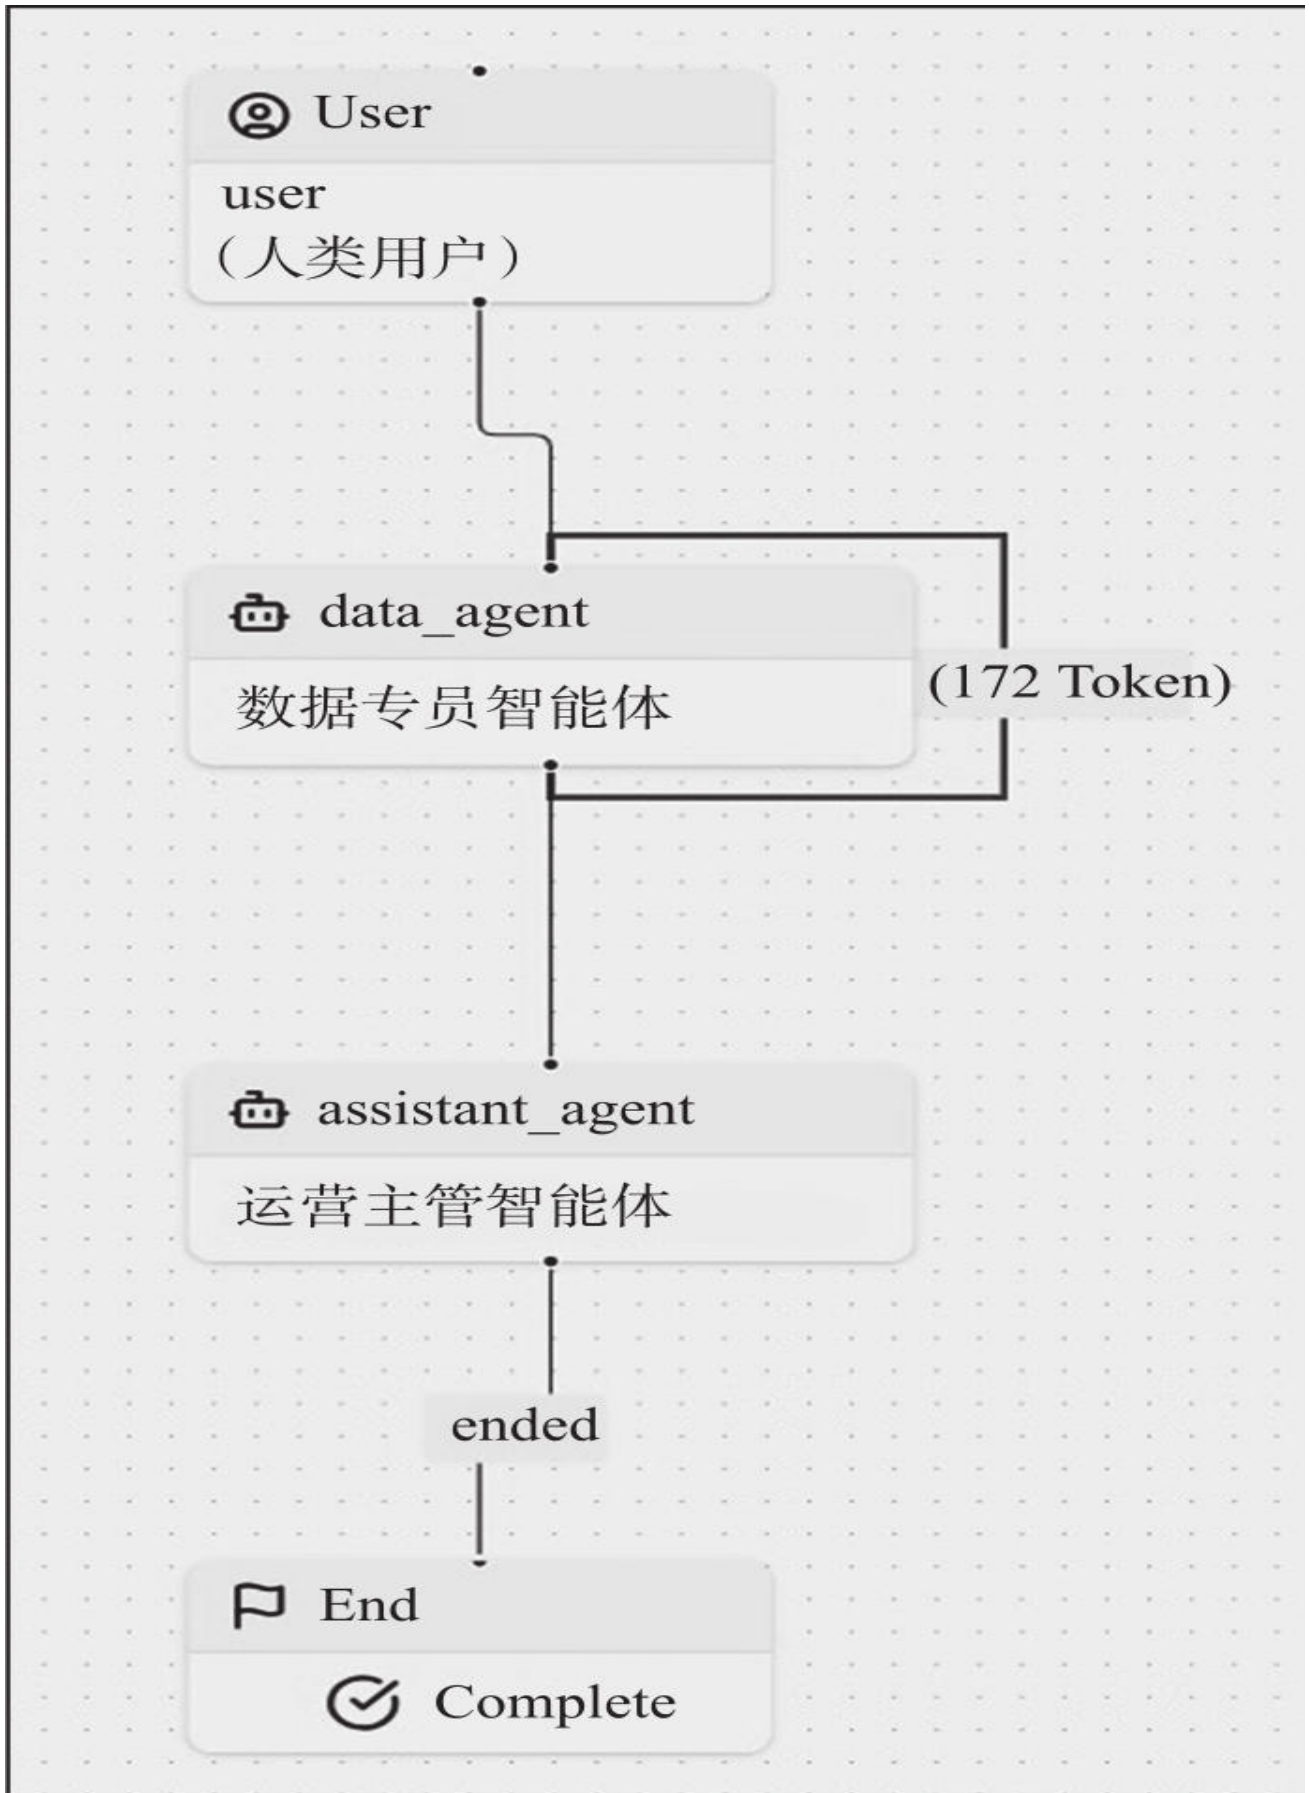 User
user
（人类用户）
data_agent
数据专员智能体
(172 Token)
assistant_agent
运营主管智能体
ended
End
Complete